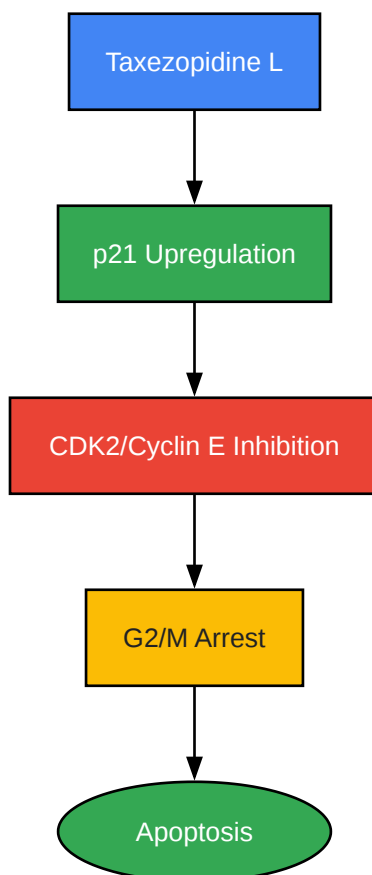 Taxezopidine L
p21 Upregulation
CDK2/Cyclin E Inhibition
G2/M Arrest
Apoptosis